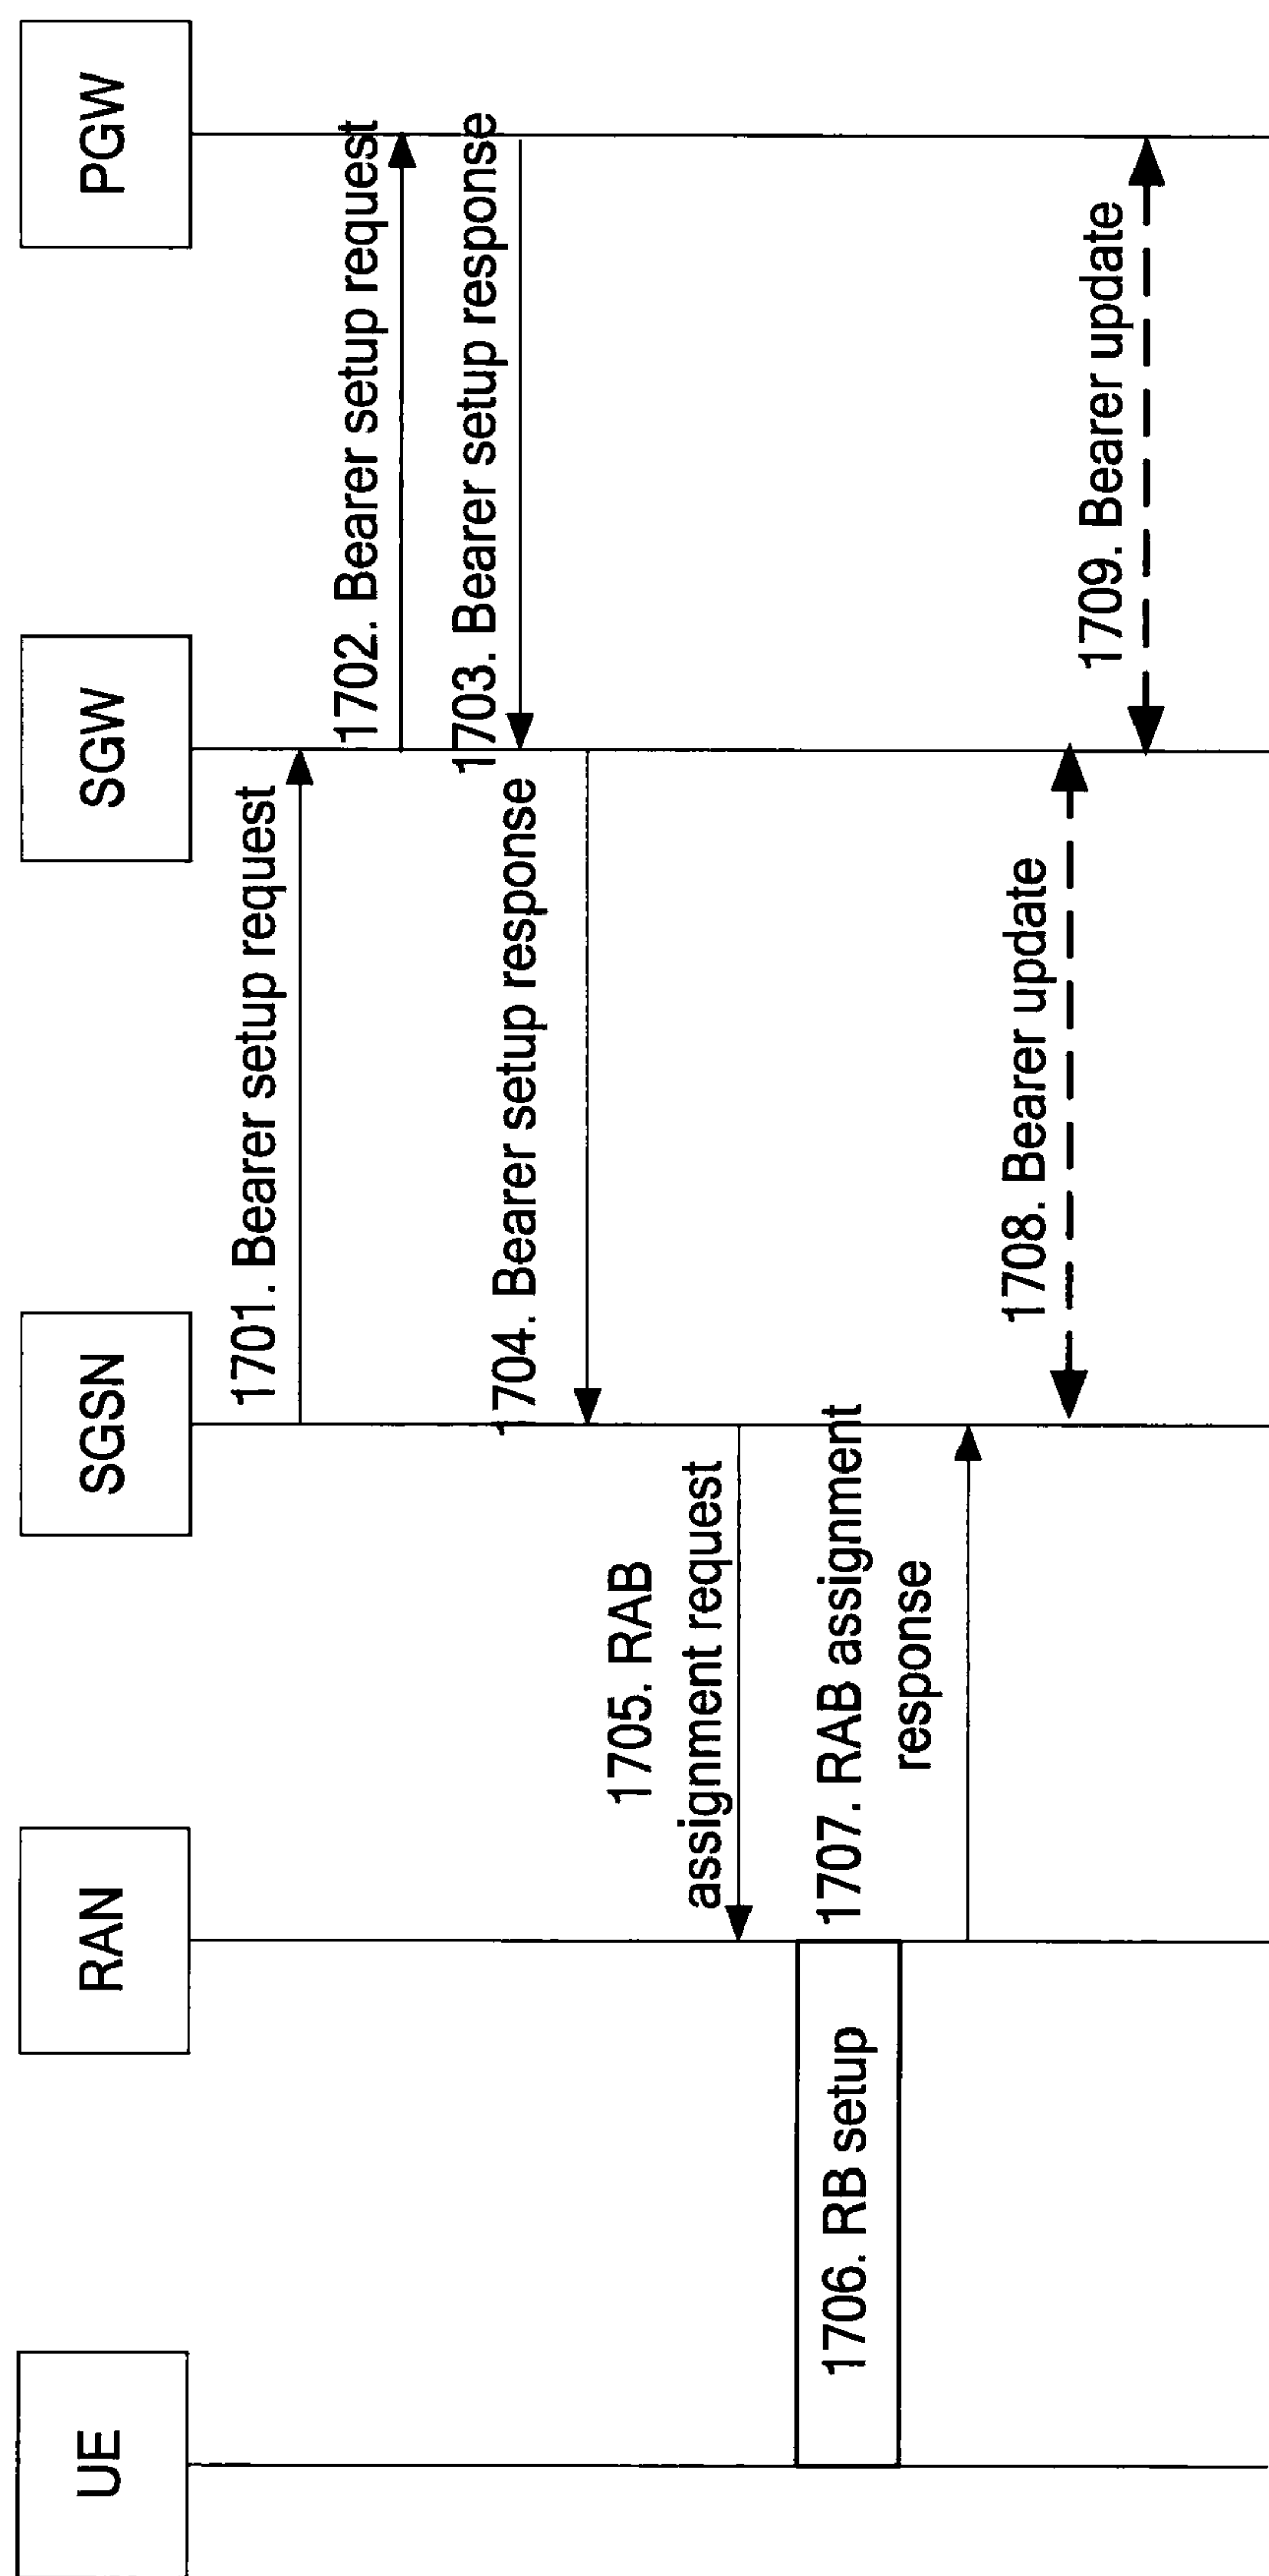 UE
RAN
SGSN
SGW
PGW
1701. Bearer setup request
1702. Bearer setup request
1703. Bearer setup response
1704. Bearer setup response
1705. RAB
assignment request
1706. RB setup
1707. RAB assignment
response
1708. Bearer update
1709. Bearer update